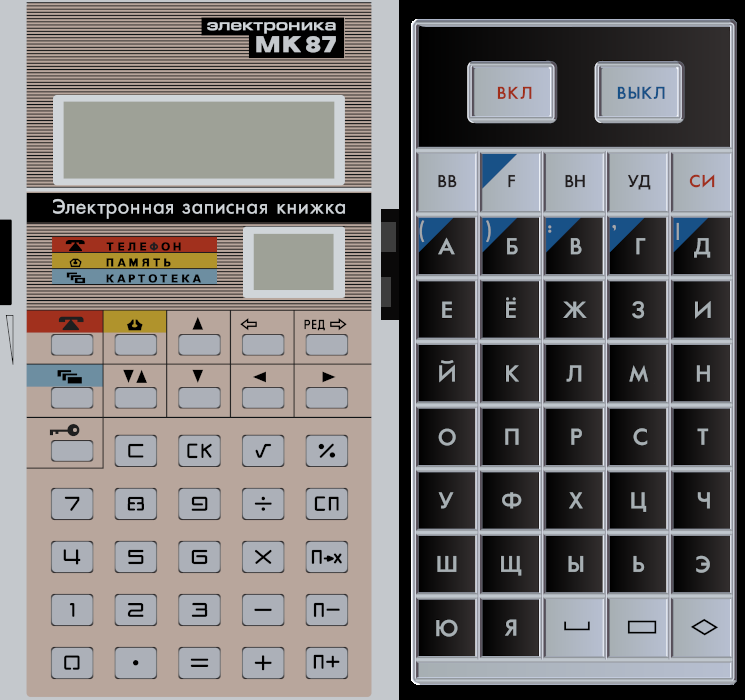 электроника
МК 87
Электронная записная книжка
ТЕЛЕФОН
ПАМЯТЬ
КАРТОТЕКА
РЕД
С СК √ %
7 8 9 ÷ СП
4 5 6 × П→х
1 2 3 – П–
0 • = + П+
ВКЛ ВЫКЛ
ВВ F ВН УД СИ
( ) : ' |
А Б В Г Д
Е Ё Ж З И
Й К Л М Н
О П Р С Т
У Ф Х Ц Ч
Ш Щ Ы Ь Э
Ю Я